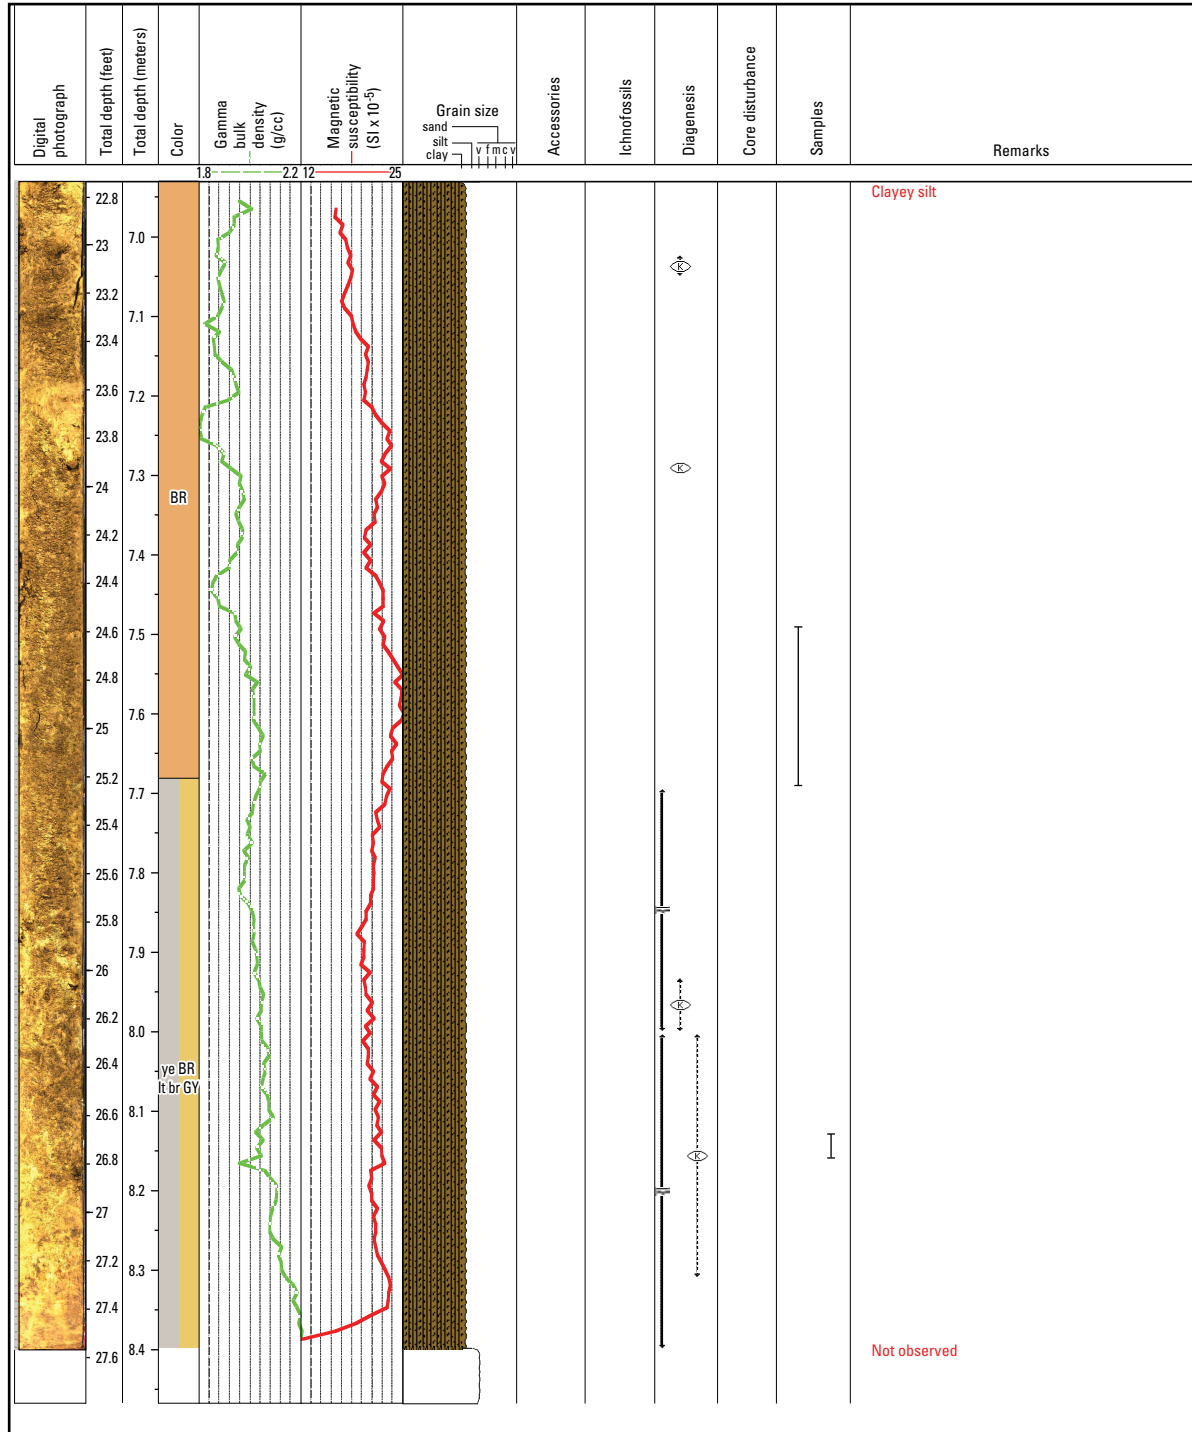 Digital
photograph
Total depth (feet)
Total depth (meters)
Color
Gamma
bulk
density
(g/cc)
Magnetic
susceptibility
(SI x 10-5)
Grain size
sand
silt
clay
v f m c v
Accessories
Ichnofossils
Diagenesis
Core disturbance
Samples
Remarks
1.8 2.2 12 25
Clayey silt
22.8
7.0
23
K
23.2
7.1
23.4
23.6
7.2
23.8
K
7.3
24
BR
24.2
7.4
24.4
24.6
7.5
24.8
7.6
25
25.2
7.7
25.4
25.6
7.8
25.8
7.9
26
K
26.2
8.0
26.4
ye BR
lt br GY
8.1
26.6
K
26.8
8.2
27
27.2
8.3
27.4
8.4
Not observed
27.6